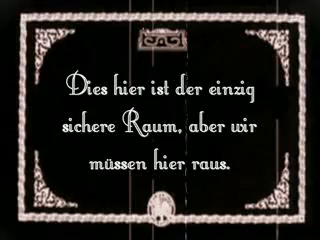 Dies hier ist der einzig
sichere Raum, aber wir
müssen hier raus.